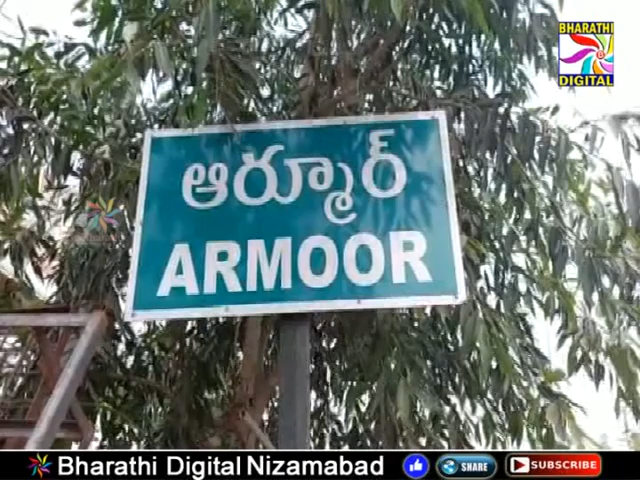 BHARATHI
DIGITAL
ఆర్మూర్
ARMOOR
Bharathi Digital Nizamabad
SHARE
SUBSCRIBE